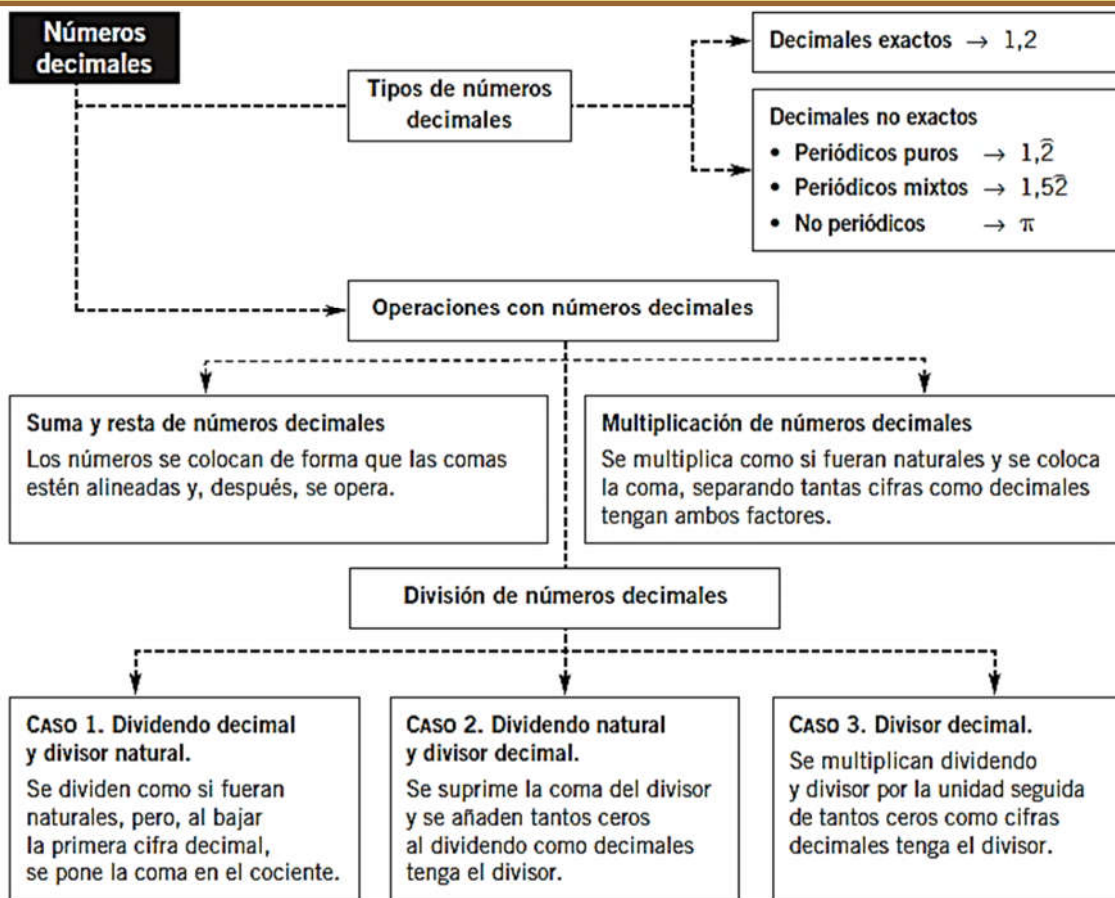 Números
decimales
Tipos de números
decimales
Decimales exactos → 1,2
Decimales no exactos
• Periódicos puros → 1,2̂
• Periódicos mixtos → 1,52̂
• No periódicos → π
Operaciones con números decimales
Suma y resta de números decimales
Los números se colocan de forma que las comas
estén alineadas y, después, se opera.
Multiplicación de números decimales
Se multiplica como si fueran naturales y se coloca
la coma, separando tantas cifras como decimales
tengan ambos factores.
División de números decimales
CASO 1. Dividendo decimal
y divisor natural.
Se dividen como si fueran
naturales, pero, al bajar
la primera cifra decimal,
se pone la coma en el cociente.
CASO 2. Dividendo natural
y divisor decimal.
Se suprime la coma del divisor
y se añaden tantos ceros
al dividendo como decimales
tenga el divisor.
CASO 3. Divisor decimal.
Se multiplican dividendo
y divisor por la unidad seguida
de tantos ceros como cifras
decimales tenga el divisor.